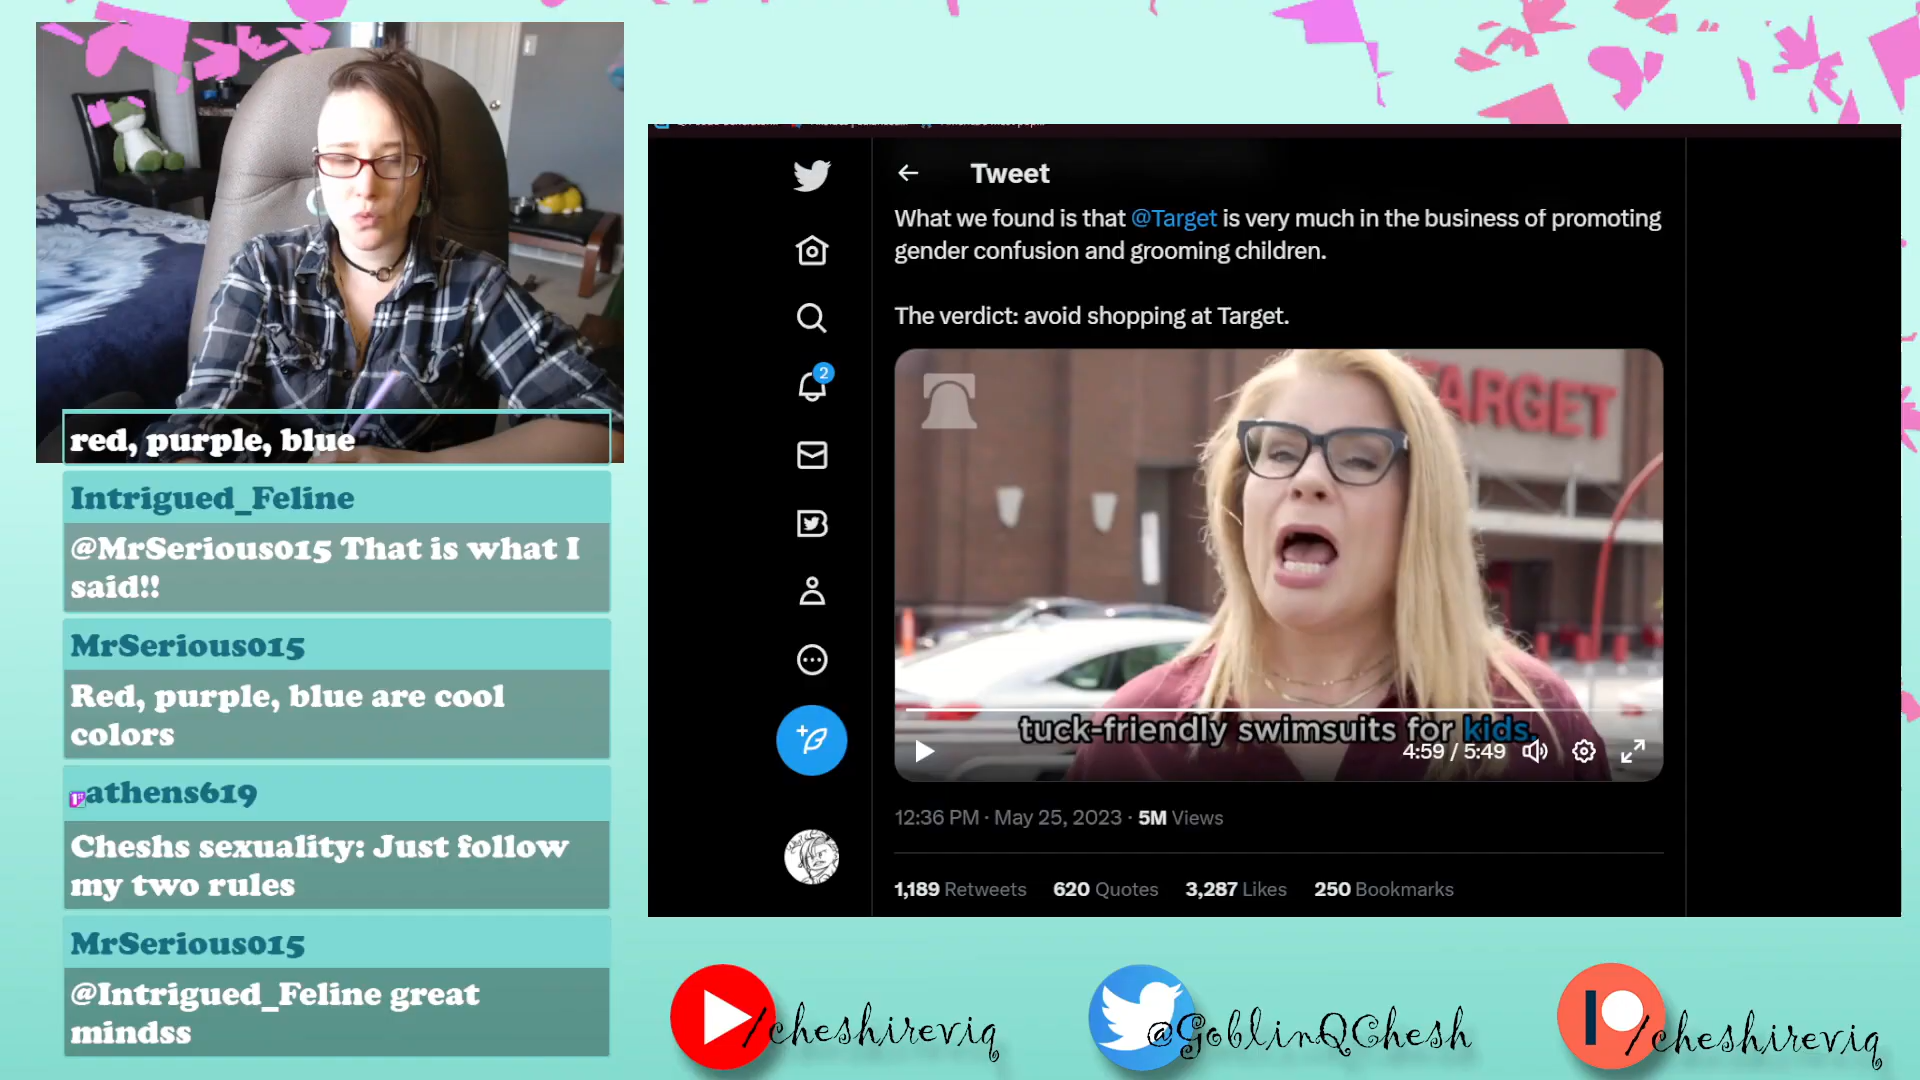 red, purple, blue
Intrigued_Feline
@MrSerious015 That is what I
said!!
MrSerious015
Red, purple, blue are cool
colors
athens619
Cheshs sexuality: Just follow
my two rules
MrSerious015
@Intrigued_Feline great
mindss
Tweet
What we found is that @Target is very much in the business of promoting
gender confusion and grooming children.
The verdict: avoid shopping at Target.
2
TARGET
tuck-friendly swimsuits for kids.
4:59 / 5:49
12:36 PM · May 25, 2023 · 5M Views
1,189 Retweets 620 Quotes 3,287 Likes 250 Bookmarks
/cheshireviq
@GoblinQChesh
/cheshireviq